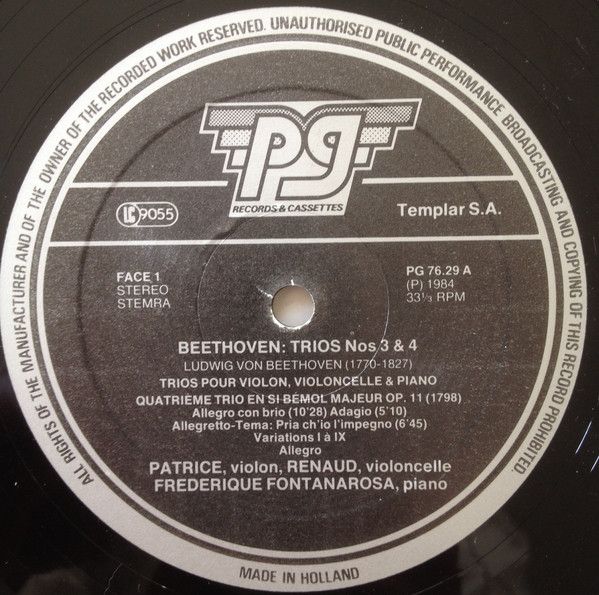 ALL RIGHTS OF THE MANUFACTURER AND OF THE OWNER OF THE RECORDED WORK RESERVED. UNAUTHORISED PUBLIC PERFORMANCE BROADCASTING AND COPYING OF THIS RECORD PROHIBITED.
pg
RECORDS & CASSETTES
LC 9055
Templar S.A.
FACE 1
STEREO
STEMRA
PG 76.29 A
(P) 1984
33⅓ RPM
BEETHOVEN: TRIOS Nos 3 & 4
LUDWIG VON BEETHOVEN (1770-1827)
TRIOS POUR VIOLON, VIOLONCELLE & PIANO
QUATRIEME TRIO EN SI BEMOL MAJEUR OP. 11 (1798)
Allegro con brio (10'28) Adagio (5'10)
Allegretto-Tema: Pria ch'io l'impegno (6'45)
Variations I à IX
Allegro
PATRICE, violon, RENAUD, violoncelle
FREDERIQUE FONTANAROSA, piano
MADE IN HOLLAND